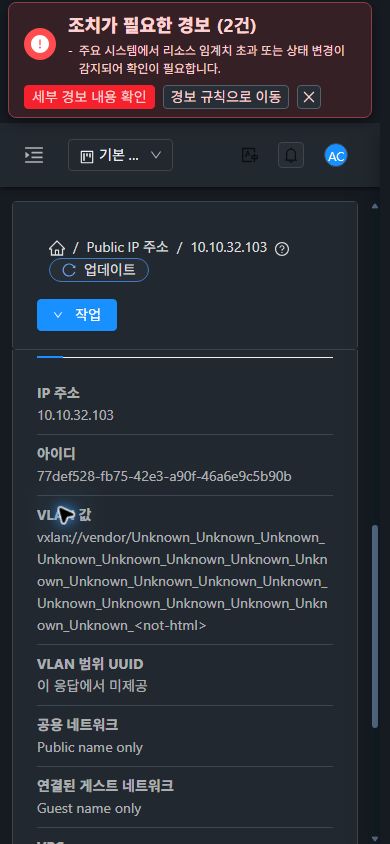 조치가 필요한 경보 (2건)
- 주요 시스템에서 리소스 임계치 초과 또는 상태 변경이
감지되어 확인이 필요합니다.
세부 경보 내용 확인 경보 규칙으로 이동
기본 ...
AC
/ Public IP 주소 / 10.10.32.103
업데이트
작업
IP 주소
10.10.32.103
아이디
77def528-fb75-42e3-a90f-46a6e9c5b90b
VLAN 값
vxlan://vendor/Unknown_Unknown_Unknown_
Unknown_Unknown_Unknown_Unknown_Unkn
own_Unknown_Unknown_Unknown_Unknown_
Unknown_Unknown_Unknown_Unknown_Unkn
own_Unknown_<not-html>
VLAN 범위 UUID
이 응답에서 미제공
공용 네트워크
Public name only
연결된 게스트 네트워크
Guest name only